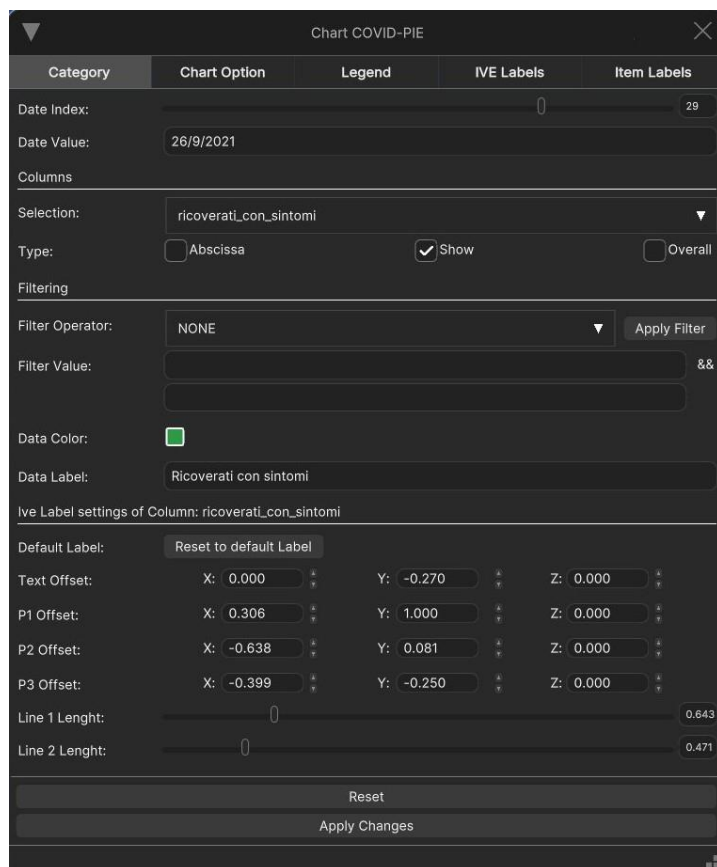 Chart COVID-PIE
Category Chart Option Legend IVE Labels Item Labels
Date Index: 29
Date Value: 26/9/2021
Columns
Selection: ricoverati_con_sintomi
Type: Abscissa Show Overall
Filtering
Filter Operator: NONE Apply Filter
Filter Value: &&
Data Color:
Data Label: Ricoverati con sintomi
Ive Label settings of Column: ricoverati_con_sintomi
Default Label: Reset to default Label
Text Offset: X: 0.000 Y: -0.270 Z: 0.000
P1 Offset: X: 0.306 Y: 1.000 Z: 0.000
P2 Offset: X: -0.638 Y: 0.081 Z: 0.000
P3 Offset: X: -0.399 Y: -0.250 Z: 0.000
Line 1 Lenght: 0.643
Line 2 Lenght: 0.471
Reset
Apply Changes